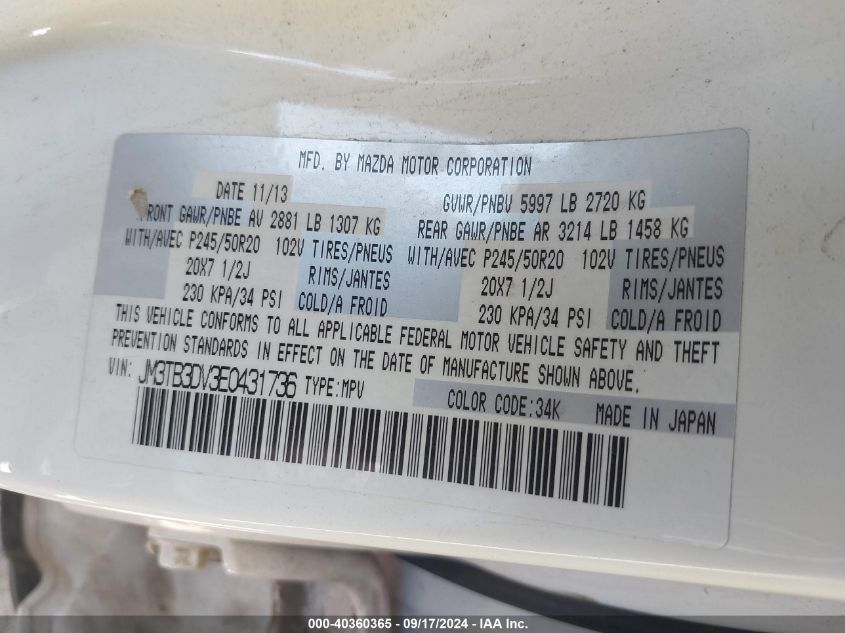 MFD. BY MAZDA MOTOR CORPORATION
DATE 11/13 GVWR/PNBV 5997 LB 2720 KG
FRONT GAWR/PNBE AV 2881 LB 1307 KG REAR GAWR/PNBE AR 3214 LB 1458 KG
WITH/AVEC P245/50R20 102V TIRES/PNEUS WITH/AVEC P245/50R20 102V TIRES/PNEUS
20X7 1/2J RIMS/JANTES 20X7 1/2J RIMS/JANTES
230 KPA/34 PSI COLD/A FROID 230 KPA/34 PSI COLD/A FROID
THIS VEHICLE CONFORMS TO ALL APPLICABLE FEDERAL MOTOR VEHICLE SAFETY AND THEFT
PREVENTION STANDARDS IN EFFECT ON THE DATE OF MANUFACTURE SHOWN ABOVE.
VIN: JM3TB3DV3E0431736 TYPE:MPV
COLOR CODE:34K MADE IN JAPAN
000-40360365 - 09/17/2024 - IAA Inc.